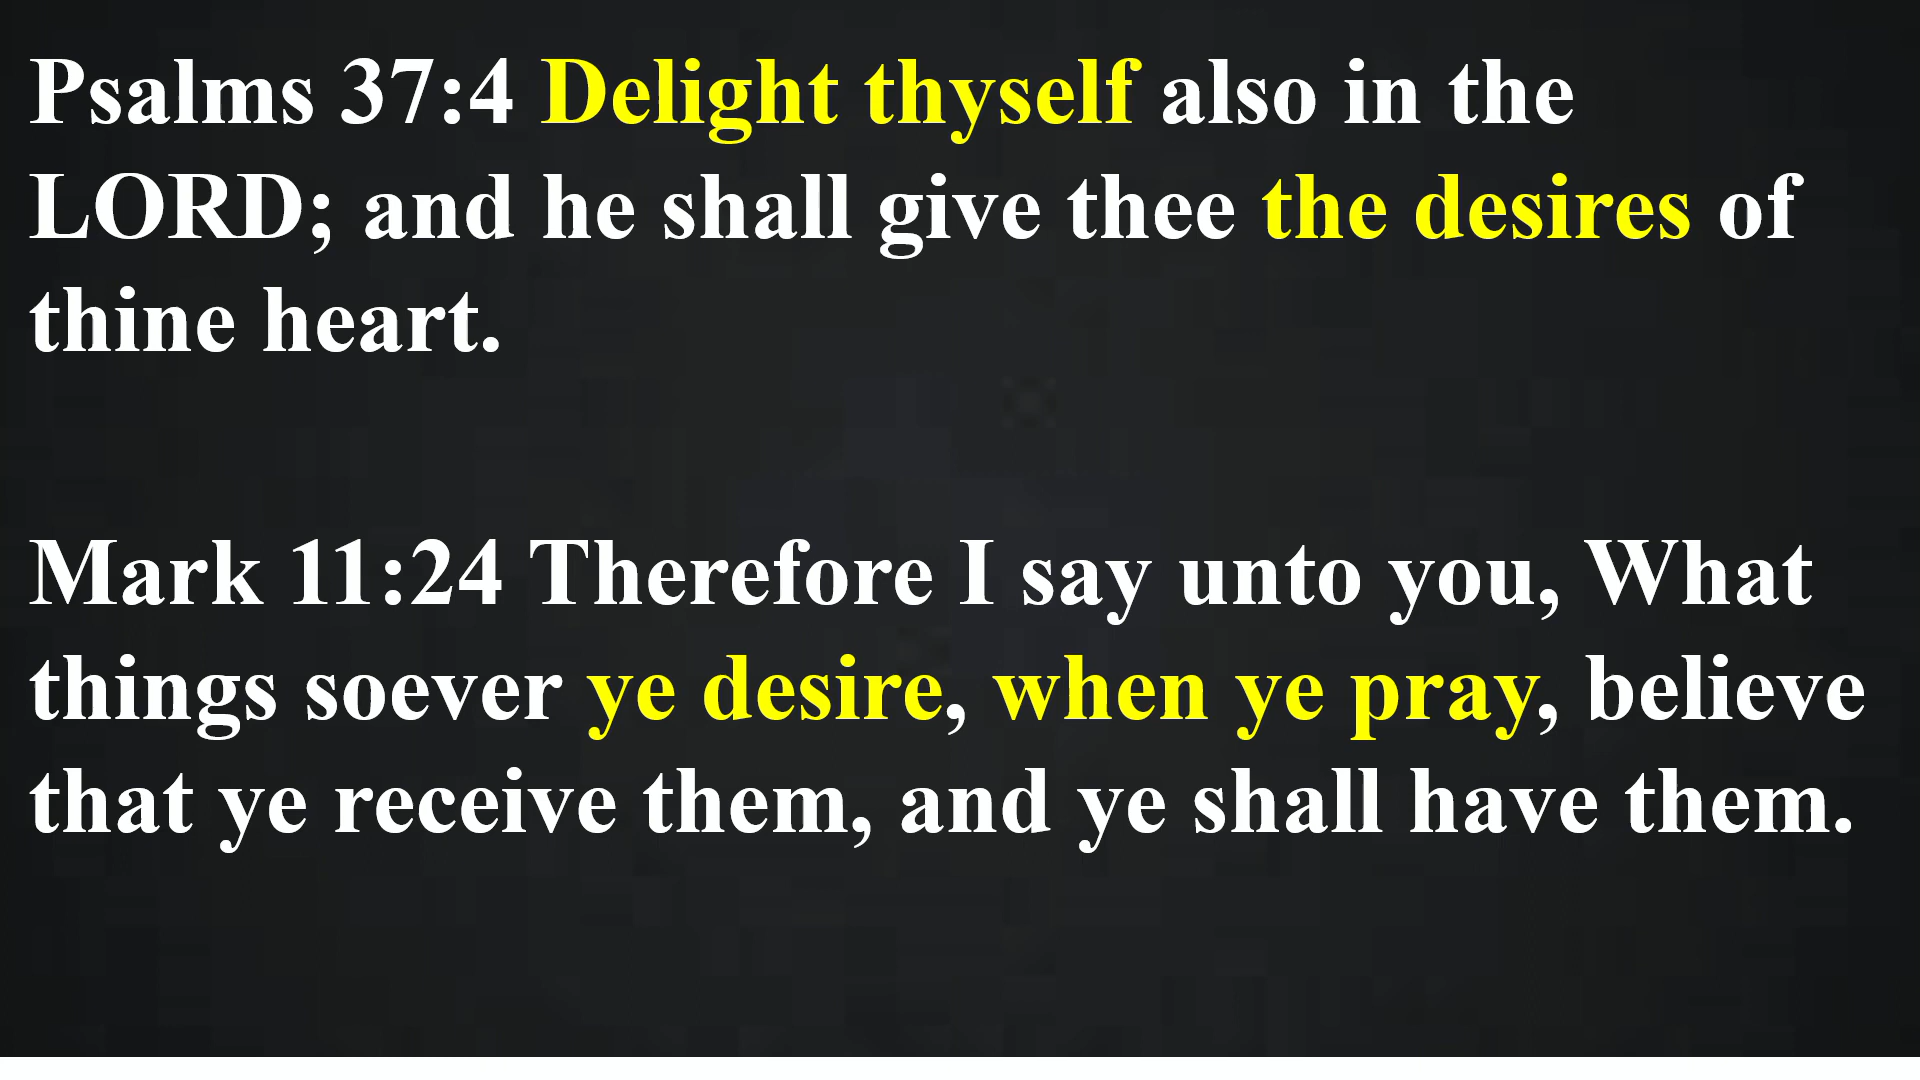 Psalms 37:4 Delight thyself also in the
LORD; and he shall give thee the desires of
thine heart.
Mark 11:24 Therefore I say unto you, What
things soever ye desire, when ye pray, believe
that ye receive them, and ye shall have them.